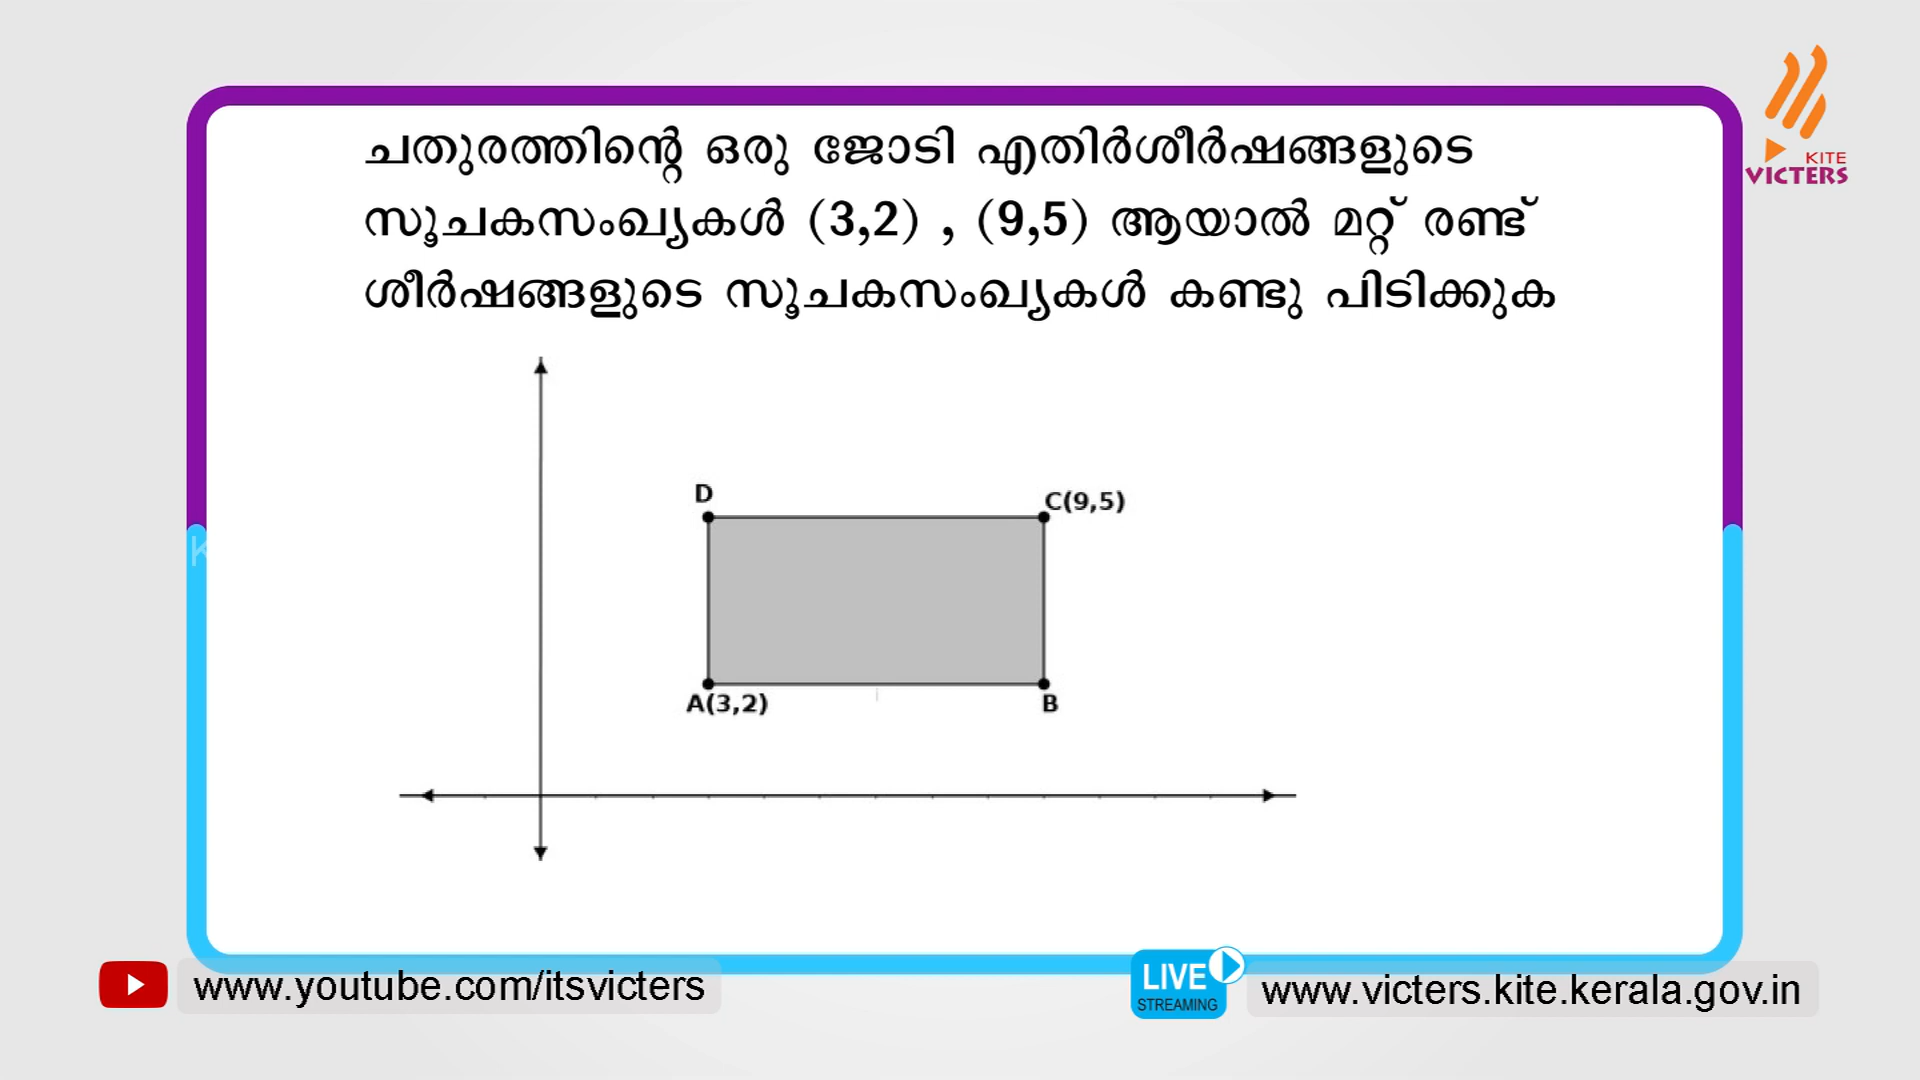 ചതുരത്തിന്റെ ഒരു ജോടി എതിർശീർഷങ്ങളുടെ
സൂചകസംഖ്യകൾ (3,2) , (9,5) ആയാൽ മറ്റ് രണ്ട്
ശീർഷങ്ങളുടെ സൂചകസംഖ്യകൾ കണ്ടു പിടിക്കുക
KITE
VICTERS
D
C(9,5)
A(3,2)
B
K
www.youtube.com/itsvicters
LIVE
STREAMING
www.victers.kite.kerala.gov.in